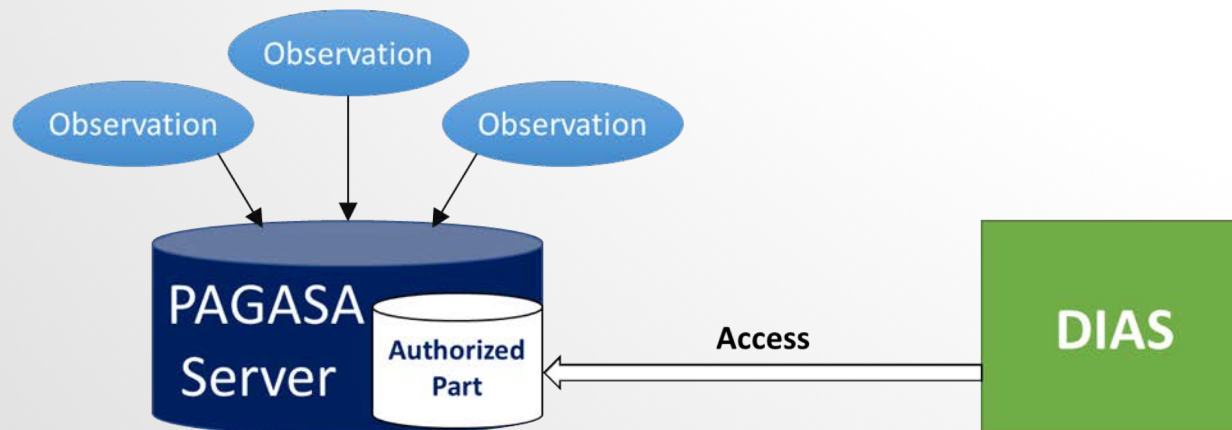 Observation
Observation
Observation
PAGASA
Server
Authorized
Part
Access
DIAS